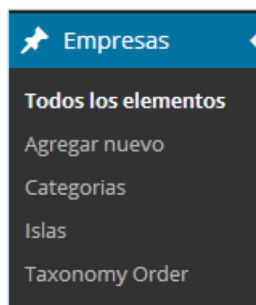 Empresas
Todos los elementos
Agregar nuevo
Categorias
Islas
Taxonomy Order